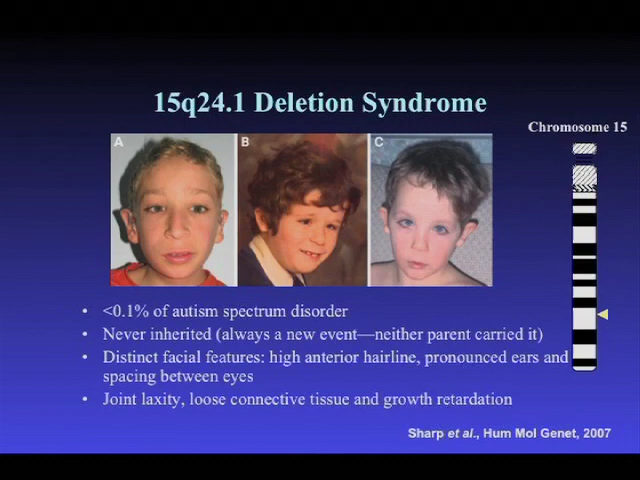 15q24.1 Deletion Syndrome
Chromosome 15
A
B
C
• <0.1% of autism spectrum disorder
• Never inherited (always a new event—neither parent carried it)
• Distinct facial features: high anterior hairline, pronounced ears and
spacing between eyes
• Joint laxity, loose connective tissue and growth retardation
Sharp et al., Hum Mol Genet, 2007